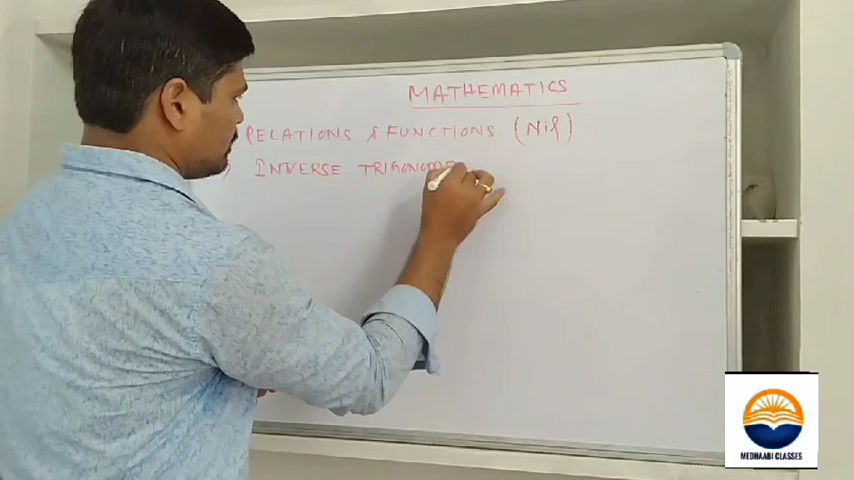 MATHEMATICS
RELATIONS & FUNCTIONS (Nil)
INVERSE TRIGONOME
MEDHAABI CLASSES